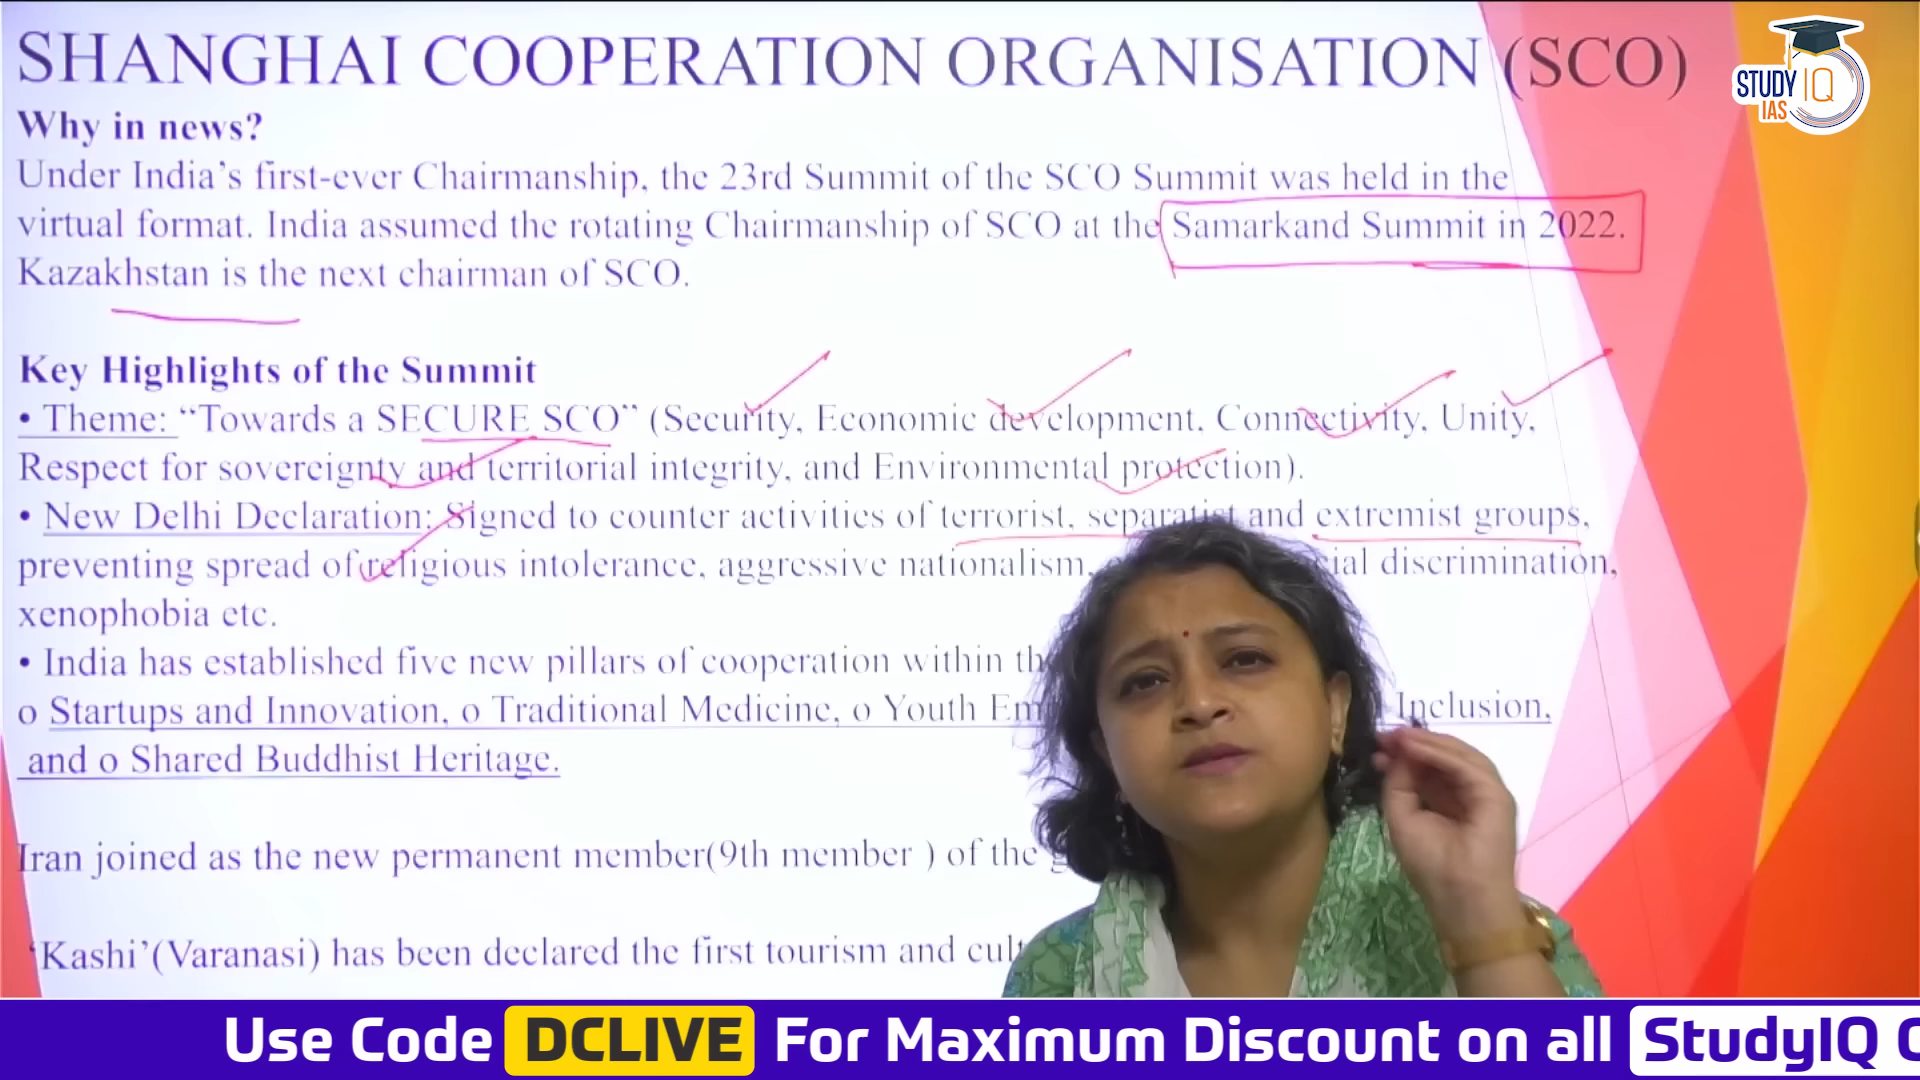 SHANGHAI COOPERATION ORGANISATION (SCO)
STUDY IQ
IAS
Why in news?
Under India's first-ever Chairmanship, the 23rd Summit of the SCO Summit was held in the
virtual format. India assumed the rotating Chairmanship of SCO at the Samarkand Summit in 2022.
Kazakhstan is the next chairman of SCO.
Key Highlights of the Summit
• Theme: “Towards a SECURE SCO” (Security, Economic development, Connectivity, Unity,
Respect for sovereignty and territorial integrity, and Environmental protection).
• New Delhi Declaration: Signed to counter activities of terrorist, separatist and extremist groups,
preventing spread of religious intolerance, aggressive nationalism, discrimination,
xenophobia etc.
• India has established five new pillars of cooperation within
o Startups and Innovation, o Traditional Medicine, o Youth Inclusion,
and o Shared Buddhist Heritage.
Iran joined as the new permanent member(9th member ) of the
‘Kashi’(Varanasi) has been declared the first tourism and
Use Code DCLIVE For Maximum Discount on all StudyIQ